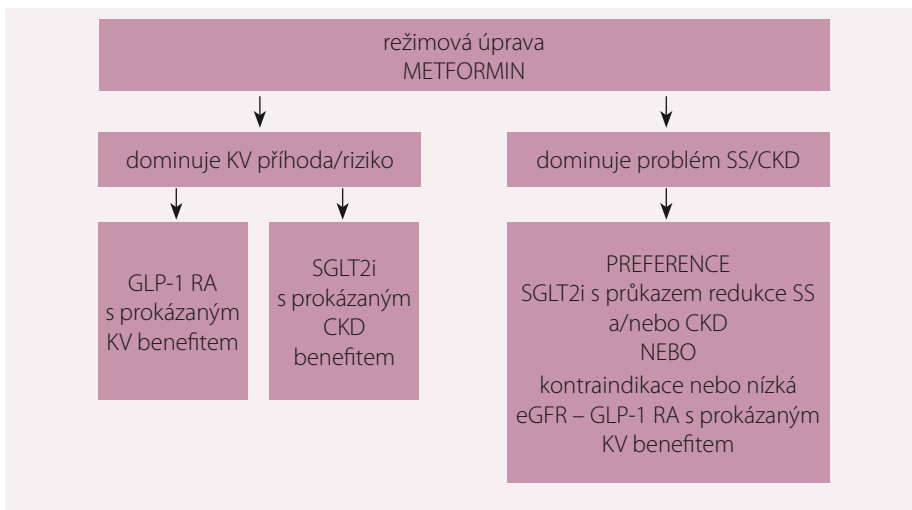 režimová úprava
METFORMIN
dominuje KV příhoda/riziko
dominuje problém SS/CKD
GLP-1 RA
s prokázaným
KV benefitem
SGLT2i
s prokázaným
CKD
benefitem
PREFERENCE
SGLT2i s průkazem redukce SS
a/nebo CKD
NEBO
kontraindikace nebo nízká
eGFR – GLP-1 RA s prokázaným
KV benefitem